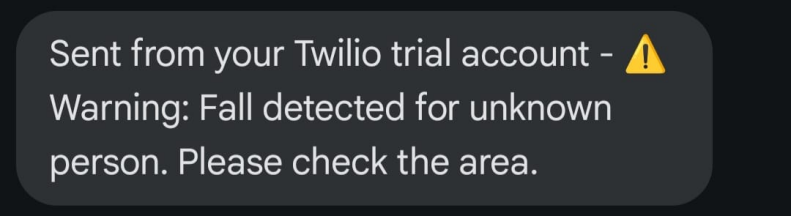 Sent from your Twilio trial account - ⚠️
Warning: Fall detected for unknown
person. Please check the area.